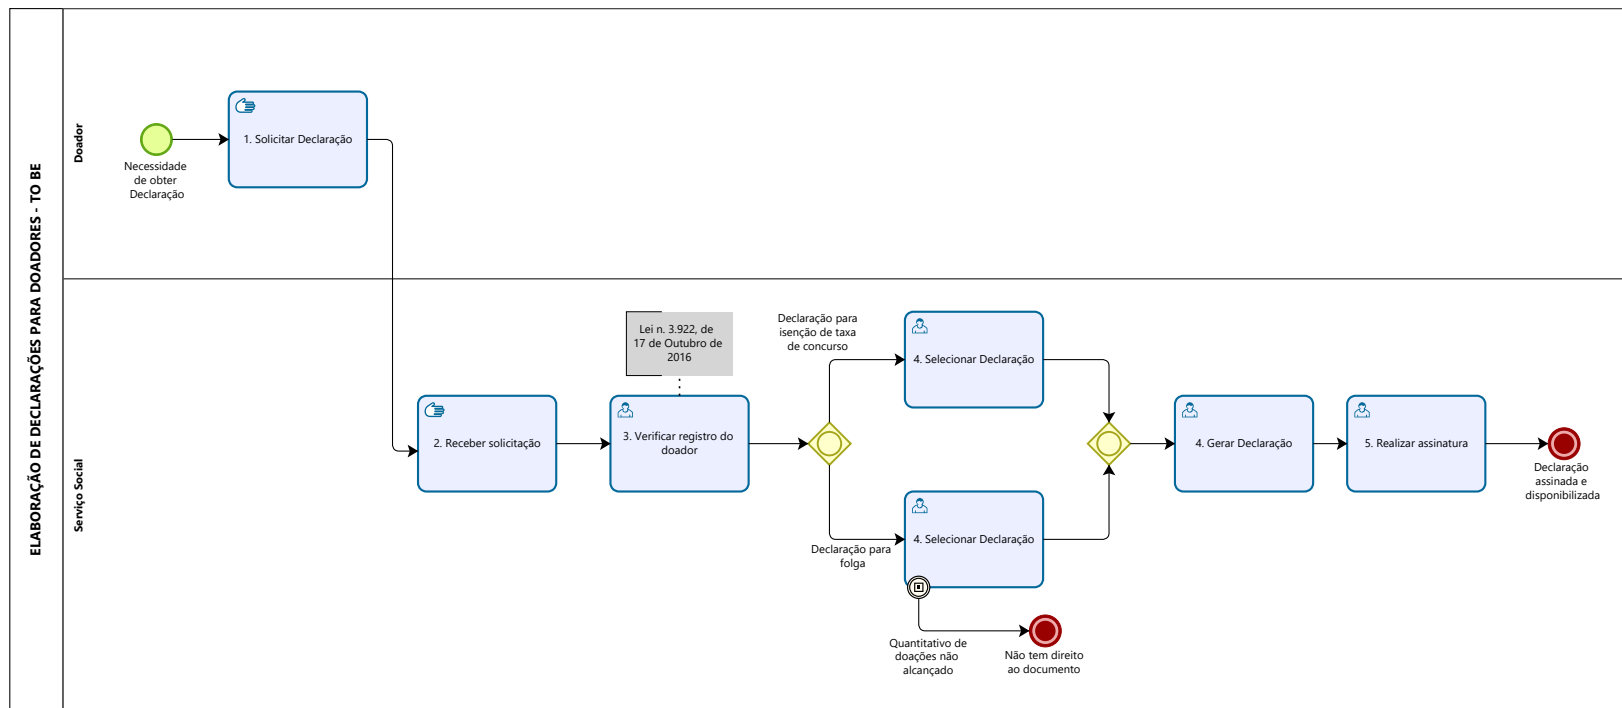 ELABORAÇÃO DE DECLARAÇÕES PARA DOADORES - TO BE
Doador
Necessidade
de obter
Declaração
1. Solicitar Declaração
Serviço Social
2. Receber solicitação
Lei n. 3.922, de
17 de Outubro de
2016
3. Verificar registro do
doador
Declaração para
isenção de taxa
de concurso
4. Selecionar Declaração
Declaração para
folga
4. Selecionar Declaração
Quantitativo de
doações não
alcançado
Não tem direito
ao documento
4. Gerar Declaração
5. Realizar assinatura
Declaração
assinada e
disponibilizada